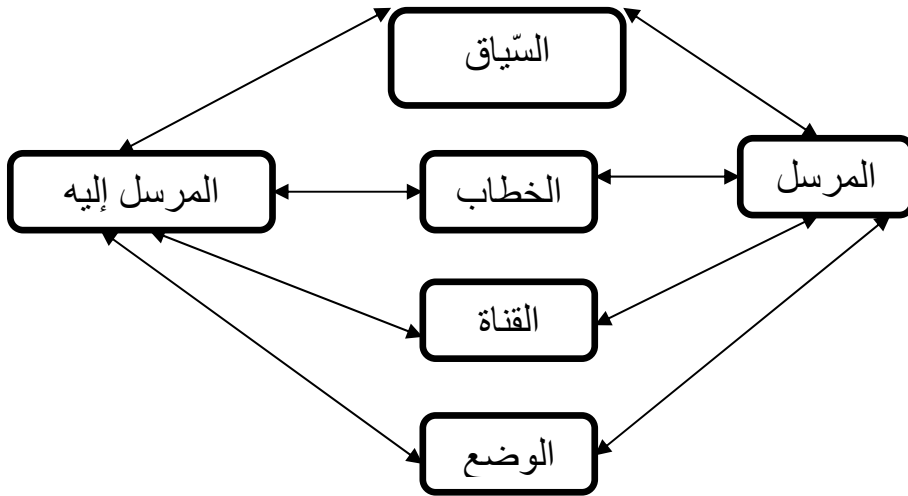 السّياق
المرسل
الخطاب
المرسل إليه
القناة
الوضع